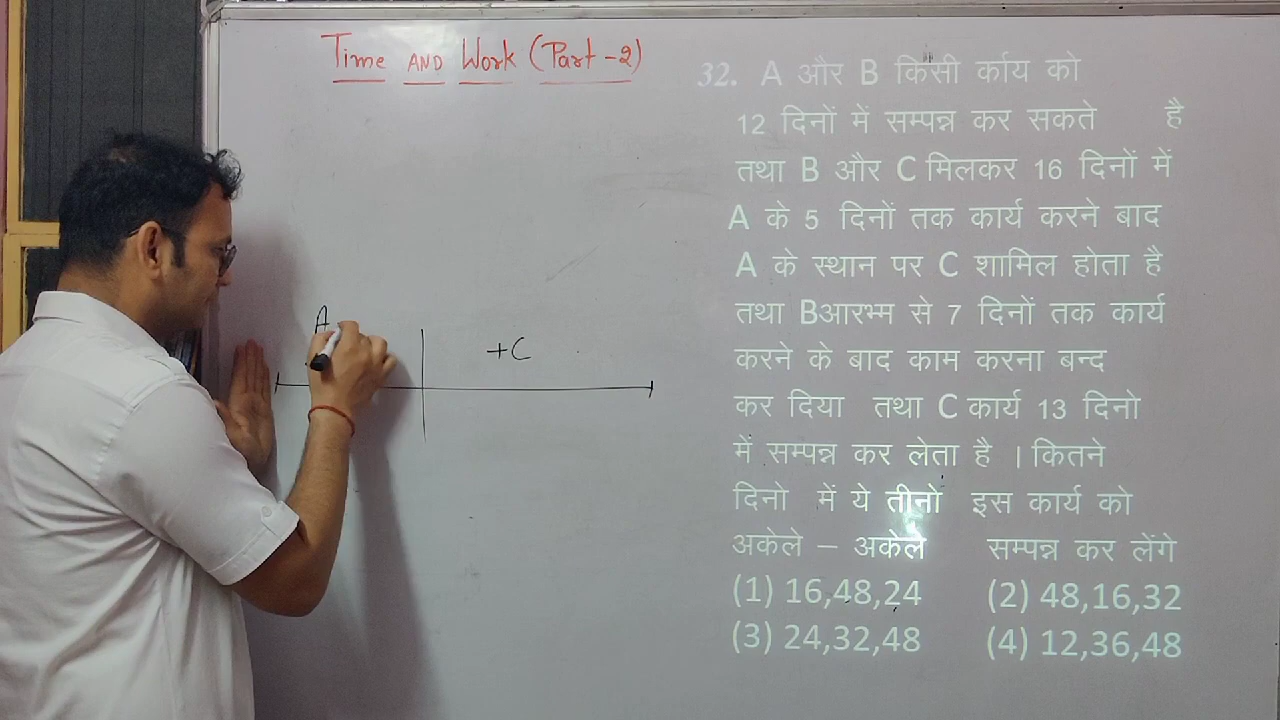 Time AND Work (Part-2)
32. A और B किसी र्काय को
12 दिनों में सम्पन्न कर सकते है
तथा B और C मिलकर 16 दिनों में
A के 5 दिनों तक कार्य करने बाद
A के स्थान पर C शामिल होता है
तथा Bआरभ्म से 7 दिनों तक कार्य
करने के बाद काम करना बन्द
कर दिया तथा C कार्य 13 दिनो
में सम्पन्न कर लेता है । कितने
दिनो में ये तीनो इस कार्य को
अकेले – अकेले सम्पन्न कर लेंगे
(1) 16,48,24 (2) 48,16,32
(3) 24,32,48 (4) 12,36,48
A
+C